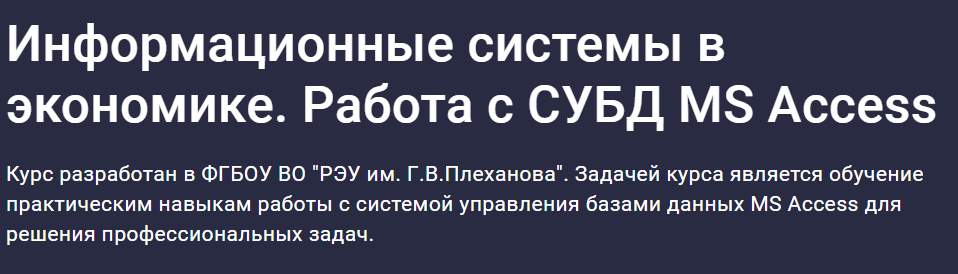 Информационные системы в
экономике. Работа с СУБД MS Access
Курс разработан в ФГБОУ ВО "РЭУ им. Г.В.Плеханова". Задачей курса является обучение
практическим навыкам работы с системой управления базами данных MS Access для
решения профессиональных задач.